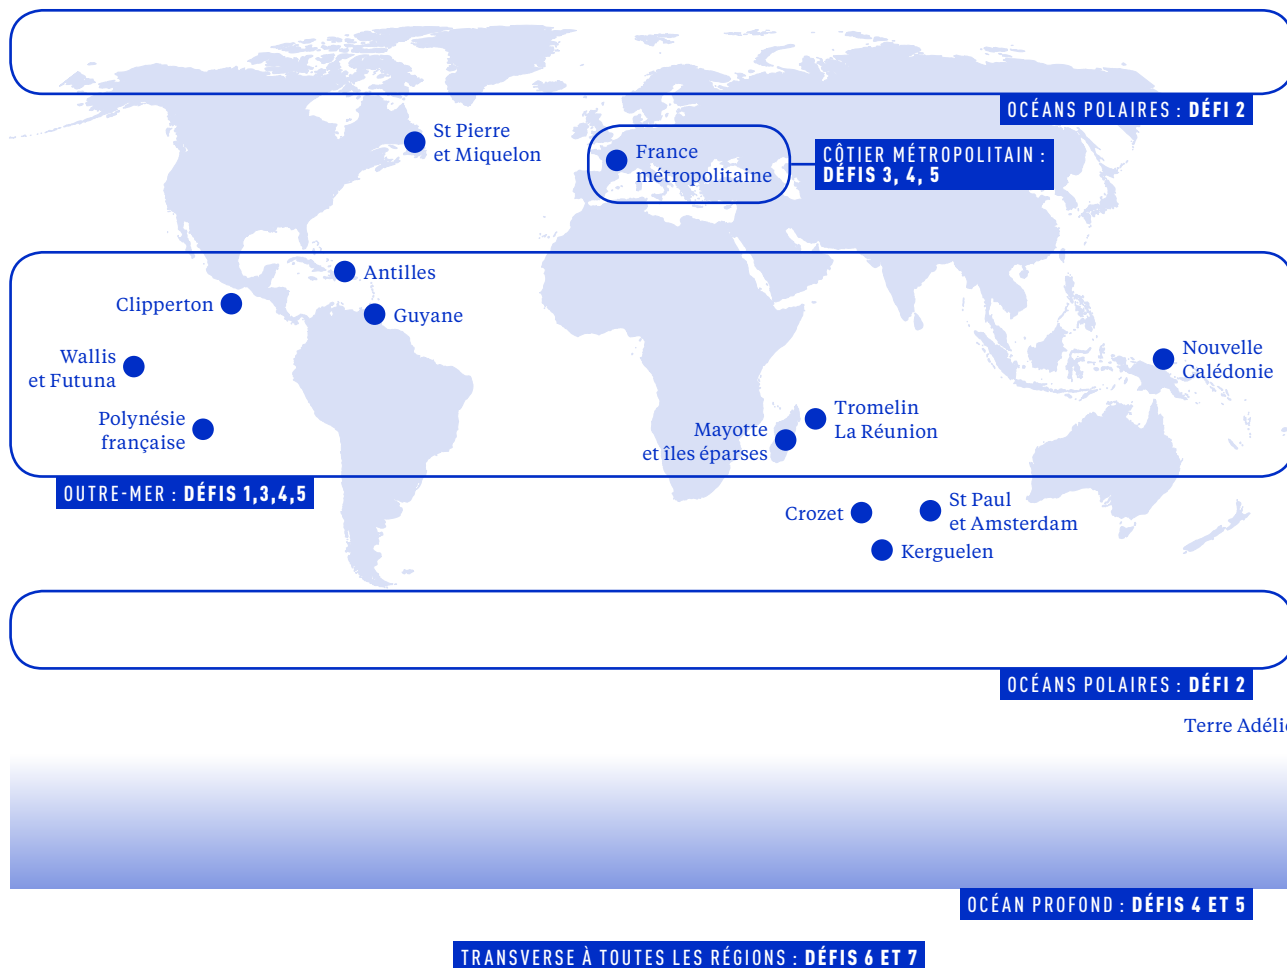 OCÉANS POLAIRES : DÉFI 2
St Pierre
et Miquelon
France
métropolitaine
CÔTIER MÉTROPOLITAIN :
DÉFIS 3, 4, 5
Antilles
Clipperton
Guyane
Wallis
et Futuna
Nouvelle
Calédonie
Polynésie
française
Tromelin
La Réunion
Mayotte
et îles éparses
OUTRE-MER : DÉFIS 1,3,4,5
Crozet
St Paul
et Amsterdam
Kerguelen
OCÉANS POLAIRES : DÉFI 2
Terre Adélie
OCÉAN PROFOND : DÉFIS 4 ET 5
TRANSVERSE À TOUTES LES RÉGIONS : DÉFIS 6 ET 7